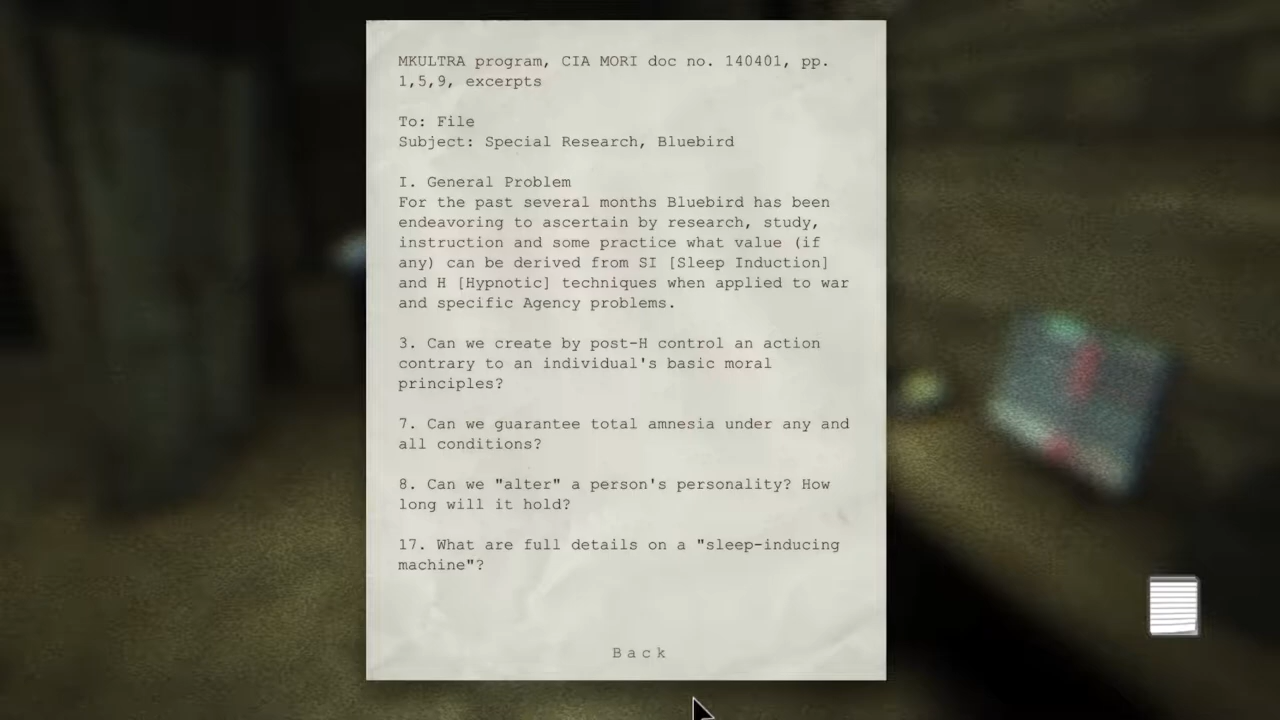 MKULTRA program, CIA MORI doc no. 140401, pp.
1,5,9, excerpts
To: File
Subject: Special Research, Bluebird
I. General Problem
For the past several months Bluebird has been
endeavoring to ascertain by research, study,
instruction and some practice what value (if
any) can be derived from SI [Sleep Induction]
and H [Hypnotic] techniques when applied to war
and specific Agency problems.
3. Can we create by post-H control an action
contrary to an individual's basic moral
principles?
7. Can we guarantee total amnesia under any and
all conditions?
8. Can we "alter" a person's personality? How
long will it hold?
17. What are full details on a "sleep-inducing
machine"?
Back